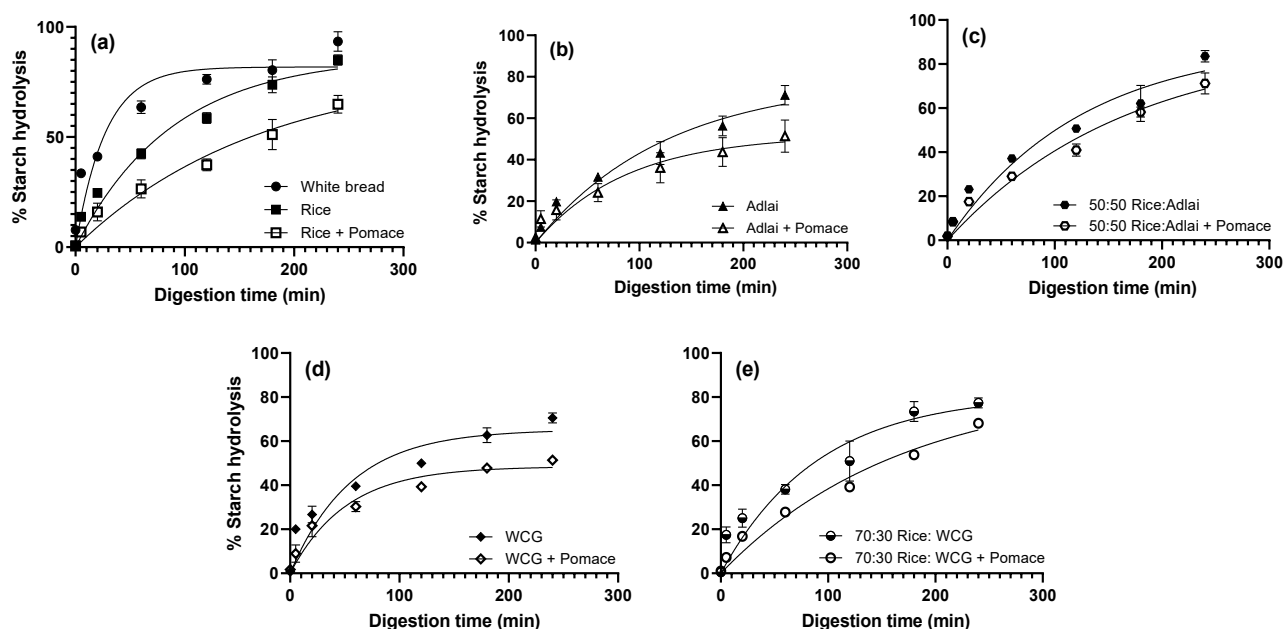 (a)
% Starch hydrolysis
100
50
0
White bread
Rice
Rice + Pomace
0 100 200 300
Digestion time (min)
(b)
% Starch hydrolysis
100
80
60
40
20
0
Adlai
Adlai + Pomace
0 100 200 300
Digestion time (min)
(c)
100
80
60
40
20
0
50:50 Rice:Adlai
50:50 Rice:Adlai + Pomace
0 100 200 300
Digestion time (min)
(d)
% Starch hydrolysis
100
80
60
40
20
0
WCG
WCG + Pomace
0 100 200 300
Digestion time (min)
(e)
100
80
60
40
20
0
70:30 Rice: WCG
70:30 Rice: WCG + Pomace
0 100 200 300
Digestion time (min)